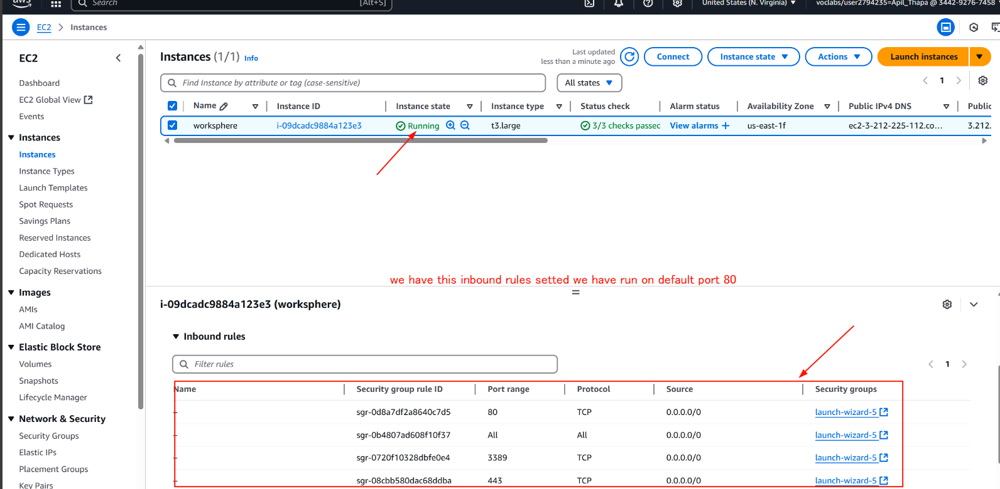 aws
Search
[Alt+S]
United States (N. Virginia)
voclabs/user2794235=Apil_Thapa @ 3442-9276-7458
EC2
Instances
EC2
Dashboard
EC2 Global View
Events
Instances
Instances
Instance Types
Launch Templates
Spot Requests
Savings Plans
Reserved Instances
Dedicated Hosts
Capacity Reservations
Images
AMIs
AMI Catalog
Elastic Block Store
Volumes
Snapshots
Lifecycle Manager
Network & Security
Security Groups
Elastic IPs
Placement Groups
Key Pairs
Instances (1/1) Info
Last updated
less than a minute ago
Connect
Instance state
Actions
Launch instances
Find Instance by attribute or tag (case-sensitive)
All states
1
Name Instance ID Instance state Instance type Status check Alarm status Availability Zone Public IPv4 DNS Public
worksphere i-09dcadc9884a123e3 Running t3.large 3/3 checks passed View alarms + us-east-1f ec2-3-212-225-112.co... 3.212.
we have this inbound rules setted we have run on default port 80
i-09dcadc9884a123e3 (worksphere)
Inbound rules
Filter rules
1
Name Security group rule ID Port range Protocol Source Security groups
– sgr-0d8a7df2a8640c7d5 80 TCP 0.0.0.0/0 launch-wizard-5
– sgr-0b4807ad608f10f37 All All 0.0.0.0/0 launch-wizard-5
– sgr-0720f10328dbfe0e4 3389 TCP 0.0.0.0/0 launch-wizard-5
– sgr-08cbb580dac68ddba 443 TCP 0.0.0.0/0 launch-wizard-5